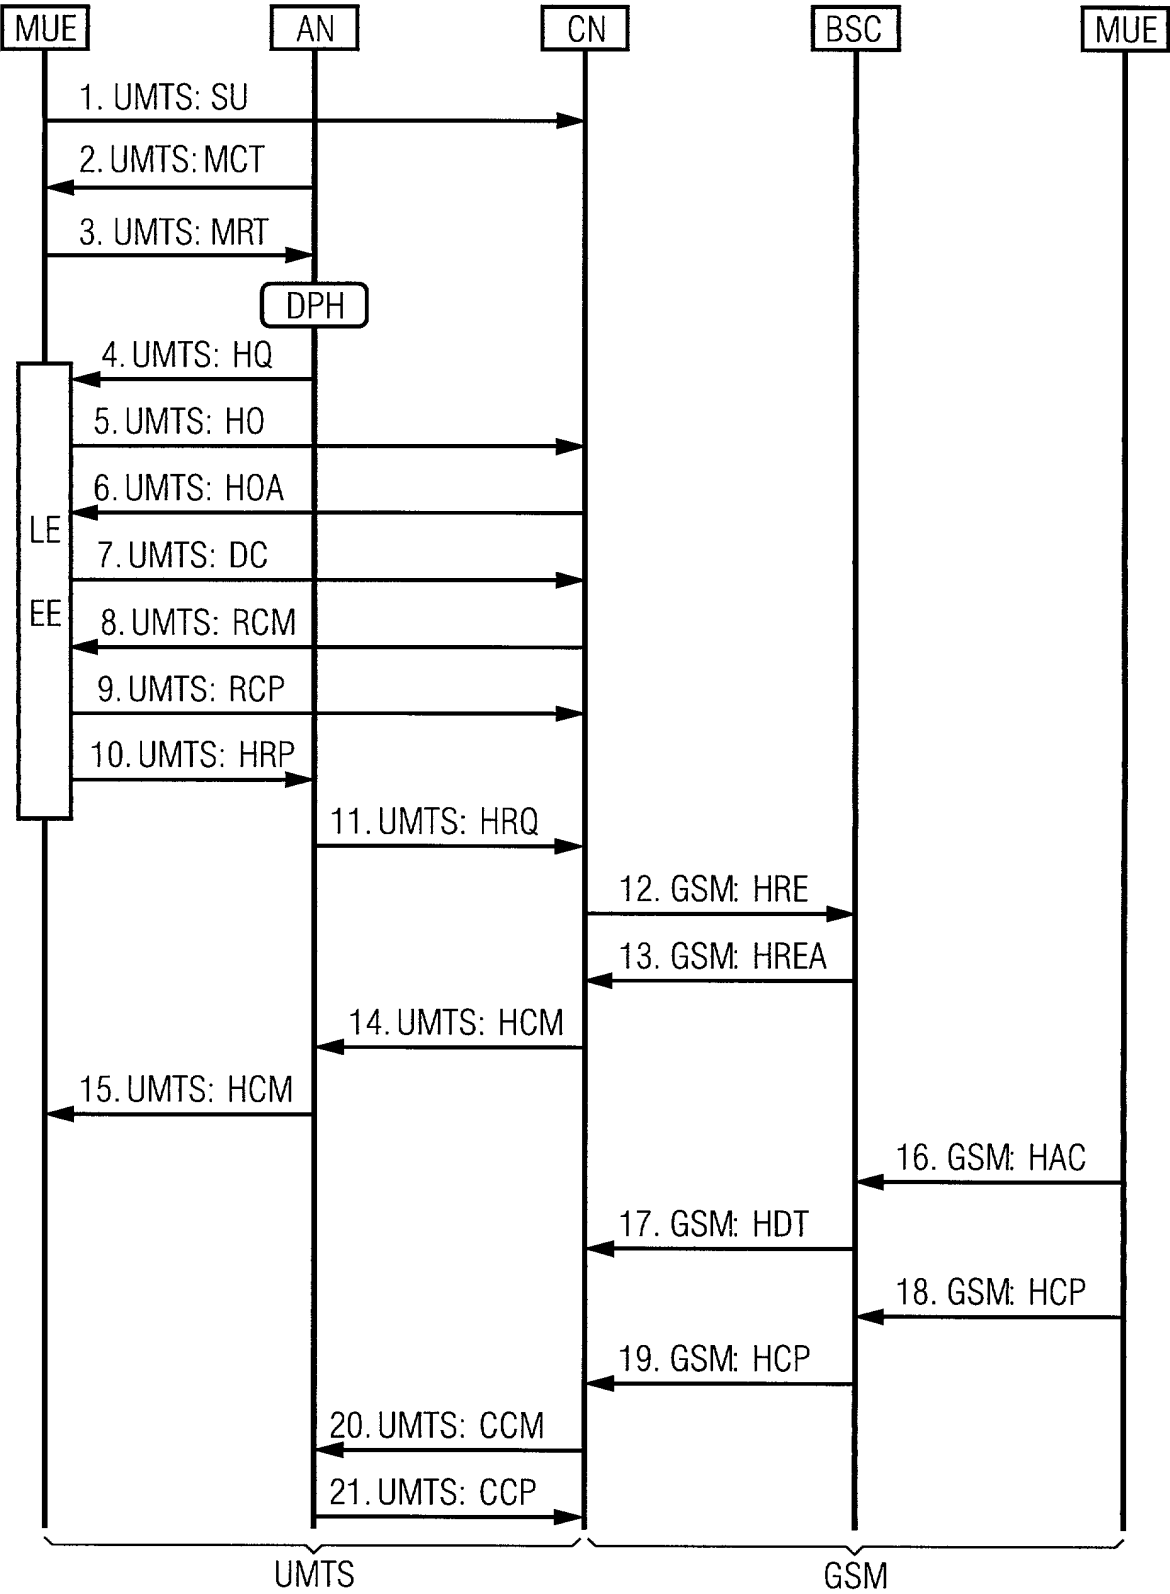 MUE AN CN BSC MUE
1. UMTS: SU
2. UMTS: MCT
3. UMTS: MRT
DPH
4. UMTS: HQ
5. UMTS: HO
6. UMTS: HOA
LE
7. UMTS: DC
EE
8. UMTS: RCM
9. UMTS: RCP
10. UMTS: HRP
11. UMTS: HRQ
12. GSM: HRE
13. GSM: HREA
14. UMTS: HCM
15. UMTS: HCM
16. GSM: HAC
17. GSM: HDT
18. GSM: HCP
19. GSM: HCP
20. UMTS: CCM
21. UMTS: CCP
UMTS GSM